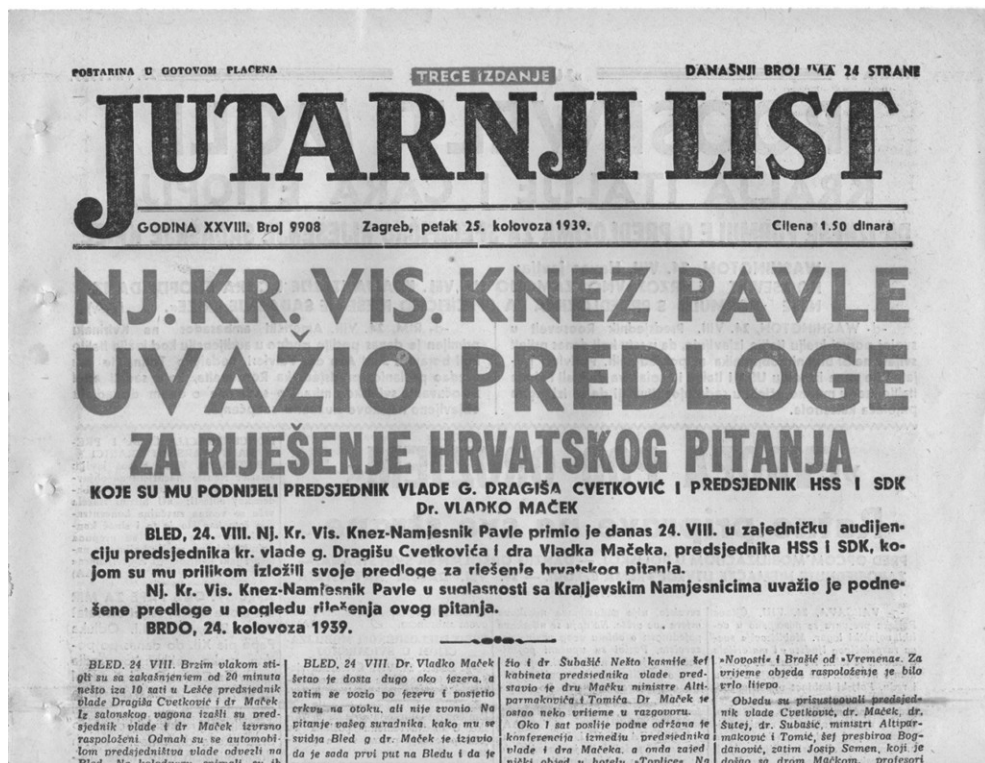 POŠTARINA U GOTOVOM PLAĆENA
TREĆE IZDANJE
DANAŠNJI BROJ IMA 24 STRANE
JUTARNJI LIST
GODINA XXVIII. Broj 9908
Zagreb, petak 25. kolovoza 1939.
Cijena 1.50 dinara
NJ. KR. VIS. KNEZ PAVLE
UVAŽIO PREDLOGE
ZA RIJEŠENJE HRVATSKOG PITANJA
KOJE SU MU PODNIJELI PREDSJEDNIK VLADE G. DRAGIŠA CVETKOVIĆ I PREDSJEDNIK HSS I SDK
Dr. VLADKO MAČEK
BLED, 24. VIII. Nj. Kr. Vis. Knez-Namjesnik Pavle primio je danas 24. VIII. u zajedničku audijen-
ciju predsjednika kr. vlade g. Dragišu Cvetkovića i dra Vladka Mačeka, predsjednika HSS i SDK, ko-
jom su mu prilikom izložili svoje predloge za riešenje hrvatskog pitanja.
Nj. Kr. Vis. Knez-Namjesnik Pavle u suglasnosti sa Kraljevskim Namjesnicima uvažio je podne-
šene predloge u pogledu riješenja ovog pitanja.
BRDO, 24. kolovoza 1939.
BLED, 24 VIII. Brzim vlakom sti-
gli su sa zakašnjenjem od 20 minuta
nešto iza 10 sati u Lešće predsjednik
vlade Dragiša Cvetković i dr Maček.
Iz salonskog vagona izašli su pred-
sjednik vlade i dr Maček izvrsno
raspoloženi. Odmah su se automobi-
lom predsjedništva vlade odvezli na
BLED, 24 VIII. Dr. Vladko Maček
šetao je dosta dugo oko jezera, a
zatim se vozio po jezeru i posjetio
crkvu na otoku, ali nije zvonio. Na
pitanje vašeg suradnika, kako mu se
svidja Bled g. dr. Maček je izjavio
da je sada prvi put na Bledu i da je
žio i dr Šubašić. Nešto kasnije šef
kabineta predsjednika vlade pred-
stavio je dru Mačku ministre Alti-
parmakovića i Tomića. Dr Maček je
ostao neko vrijeme u razgovoru.
Oko 1 sat poslije podne održana je
konferencija između predsjednika
vlade i dra Mačeka, a onda zajed
nički objed u hotelu »Toplice«. Na
»Novosti« i Brašić od »Vremena«. Za
vrijeme objeda raspoloženje je bilo
vrlo lijepo.
Objedu su prisustvovali predsjed-
nik vlade Cvetković, dr. Maček, dr.
Šutej, dr. Šubašić, ministri Altipar-
maković i Tomić, šef presbiroa Bog-
danović, zatim Josip Semen, koji je
došao sa drom Mačkom, profesori